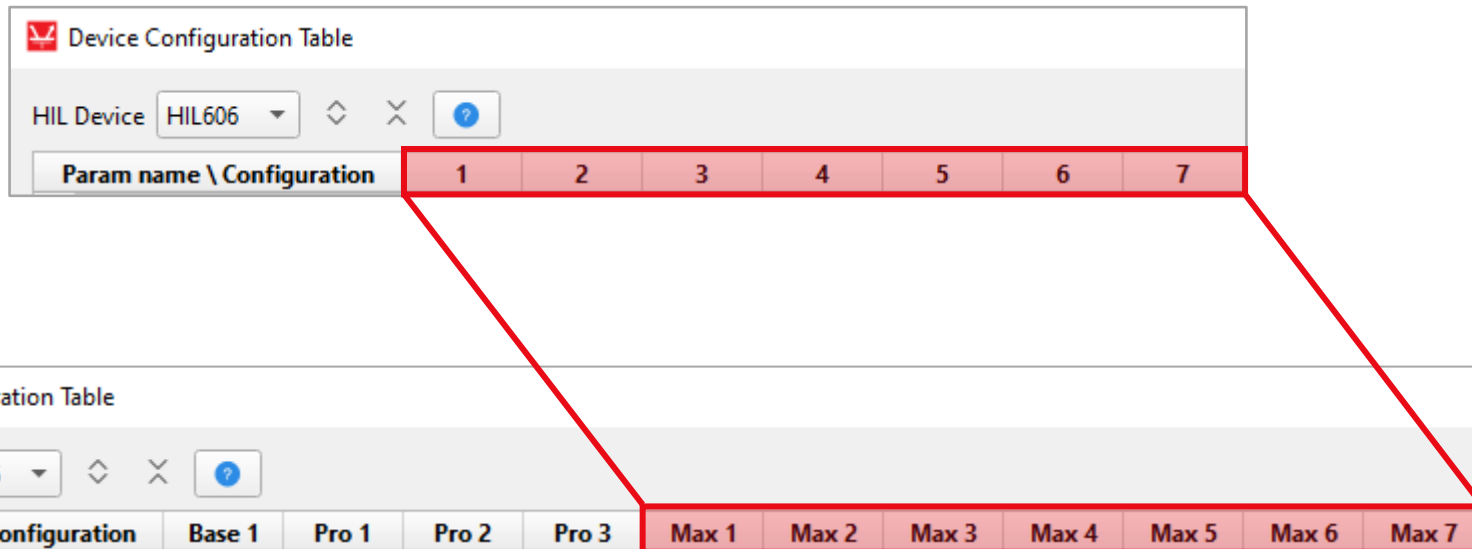 Device Configuration Table
HIL Device HIL606
Param name \ Configuration 1 2 3 4 5 6 7
ation Table
onfiguration Base 1 Pro 1 Pro 2 Pro 3 Max 1 Max 2 Max 3 Max 4 Max 5 Max 6 Max 7